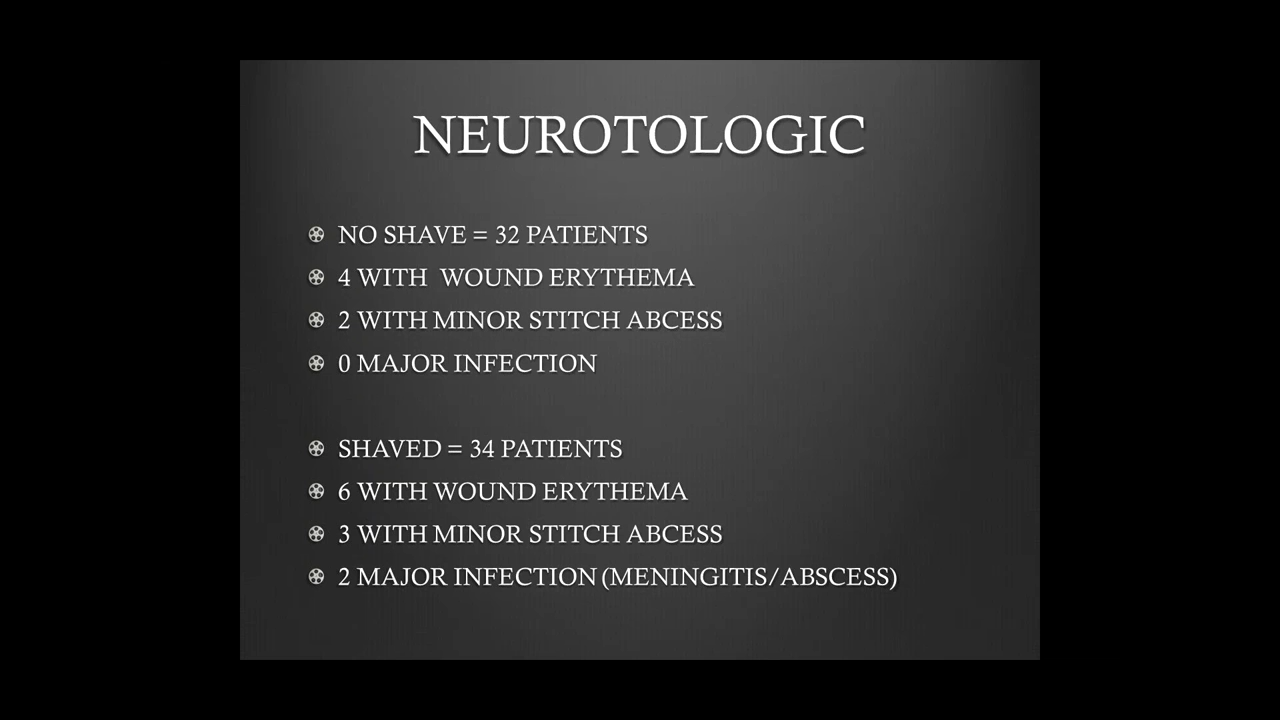 NEUROTOLOGIC
NO SHAVE = 32 PATIENTS
4 WITH  WOUND ERYTHEMA
2 WITH MINOR STITCH ABCESS
0 MAJOR INFECTION
SHAVED = 34 PATIENTS
6 WITH WOUND ERYTHEMA
3 WITH MINOR STITCH ABCESS
2 MAJOR INFECTION (MENINGITIS/ABSCESS)